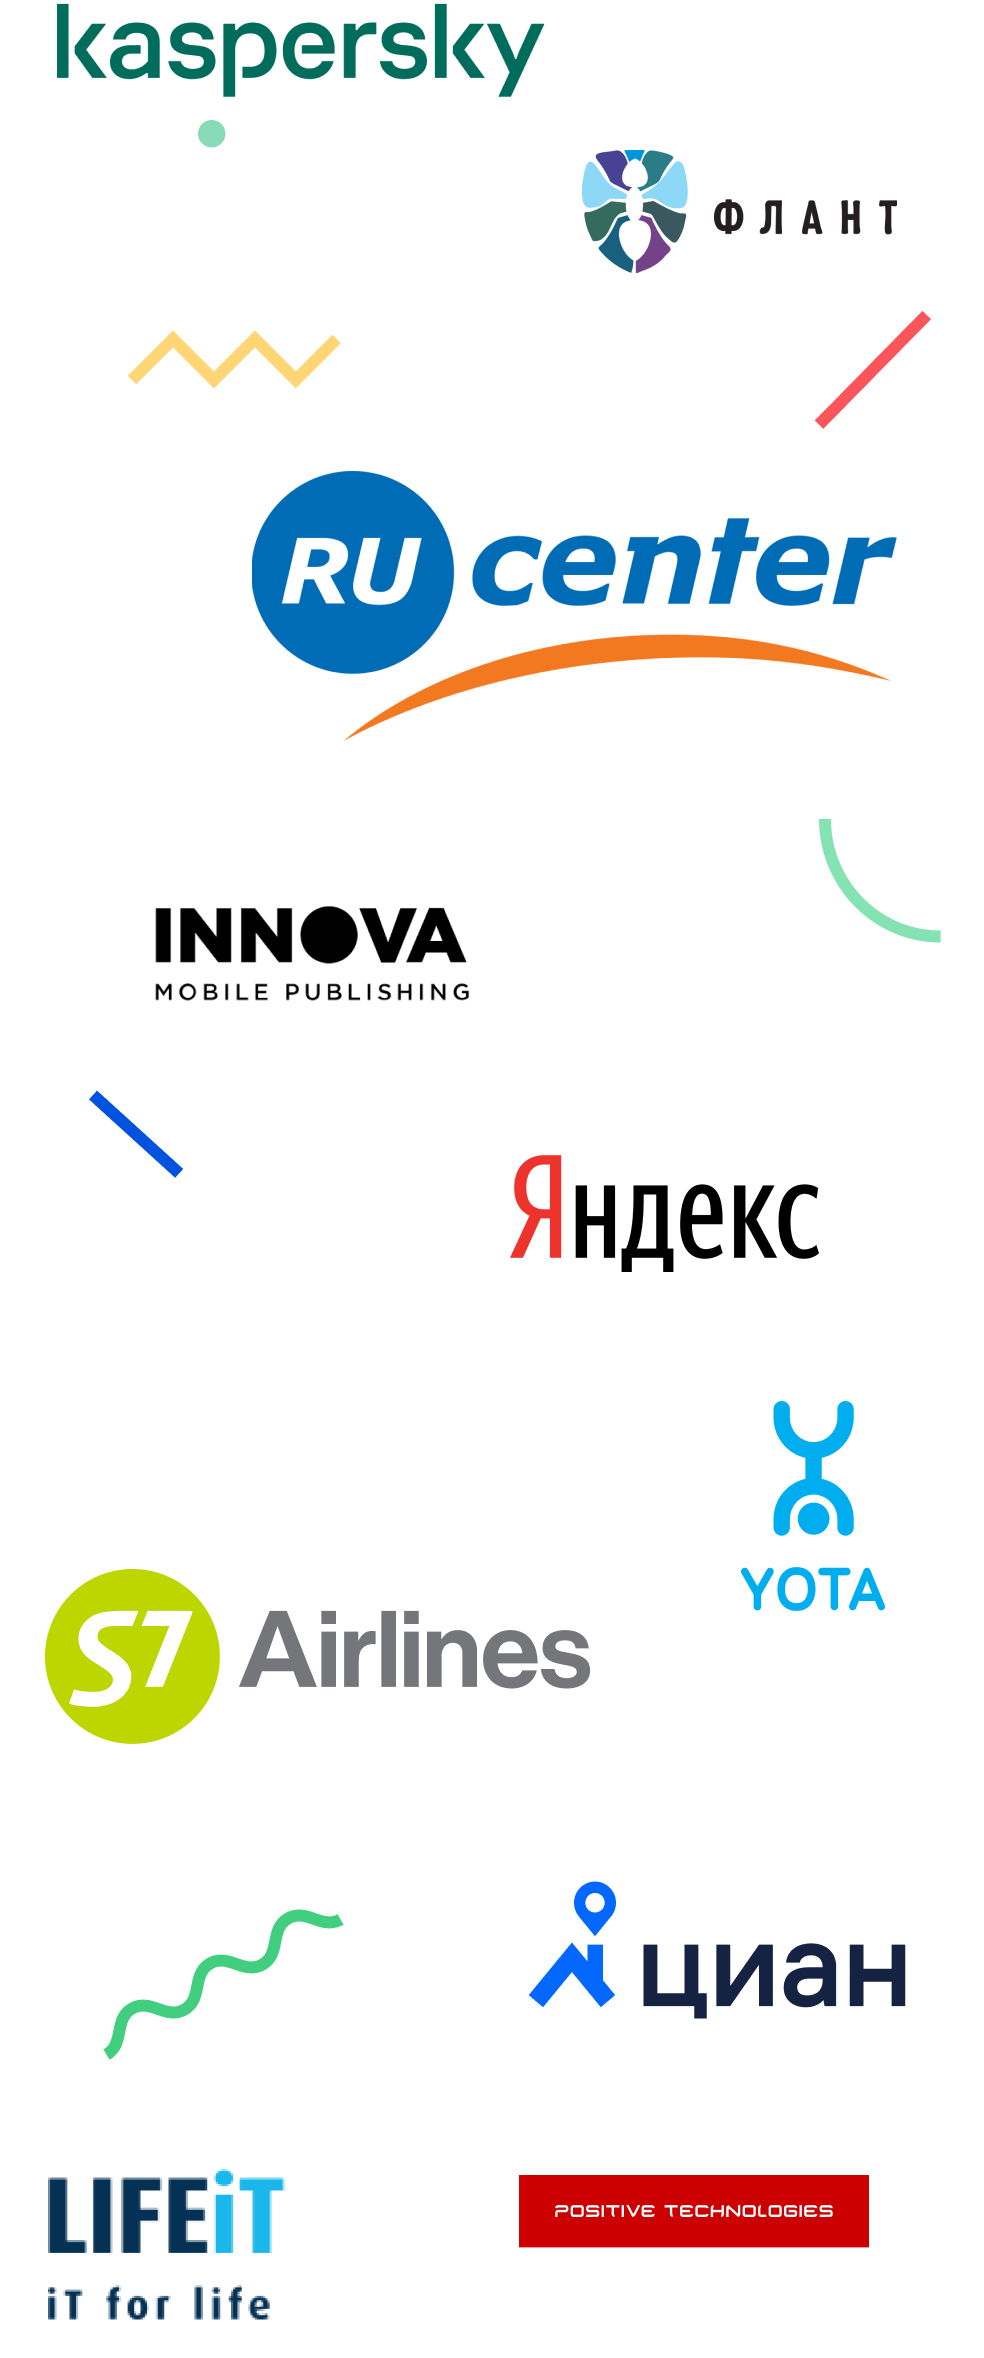 kaspersky
ФЛАНТ
RU center
INNOVA
MOBILE PUBLISHING
Яндекс
YOTA
S7 Airlines
циан
LIFEiT
iT for life
POSITIVE TECHNOLOGIES